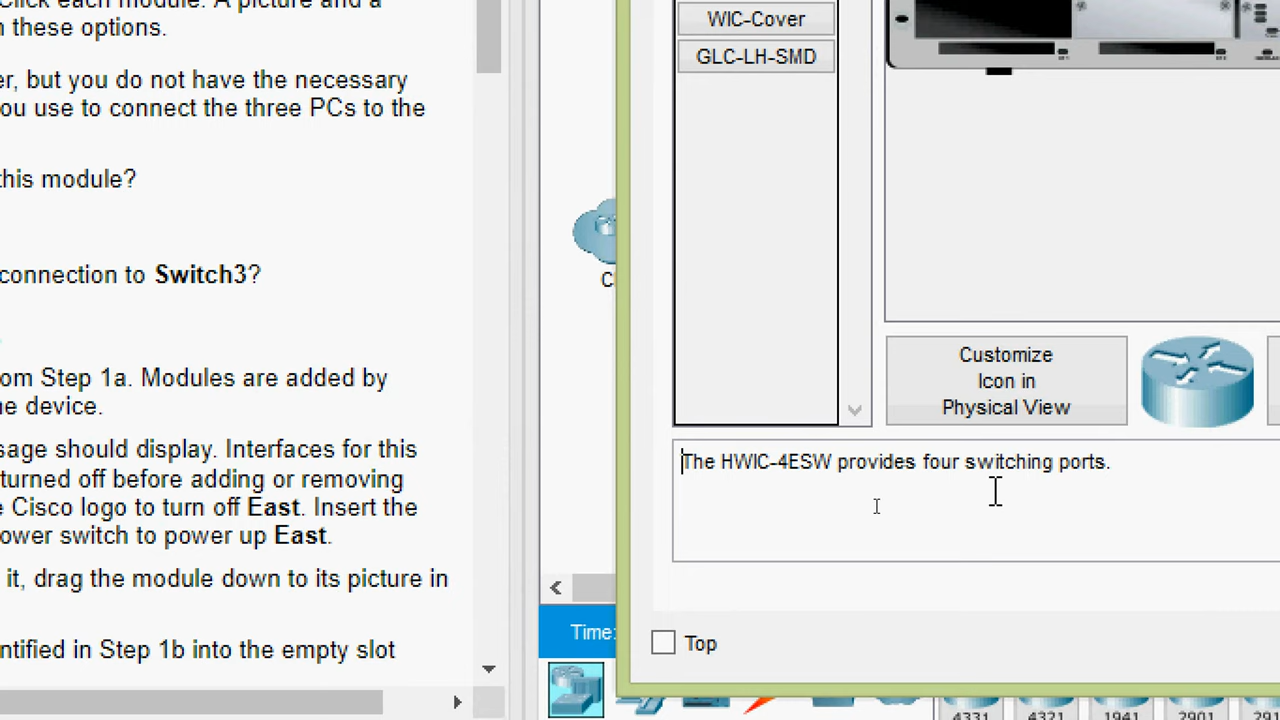 Click each module. A picture and a
n these options.
er, but you do not have the necessary
ou use to connect the three PCs to the
this module?
connection to Switch3?
om Step 1a. Modules are added by
e device.
sage should display. Interfaces for this
turned off before adding or removing
e Cisco logo to turn off East. Insert the
ower switch to power up East.
it, drag the module down to its picture in
ntified in Step 1b into the empty slot
C
Time:
WIC-Cover
GLC-LH-SMD
Customize
Icon in
Physical View
The HWIC-4ESW provides four switching ports.
Top
4331
4321
1941
2901
291